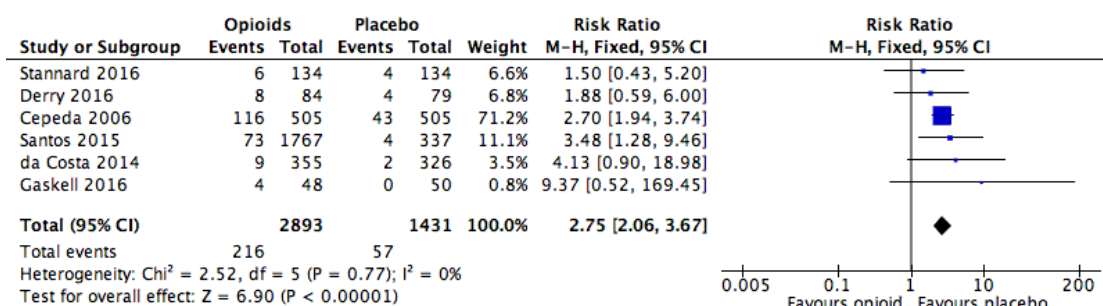 Opioids Placebo Risk Ratio Risk Ratio
Study or Subgroup Events Total Events Total Weight M-H, Fixed, 95% CI M-H, Fixed, 95% CI
Stannard 2016 6 134 4 134 6.6% 1.50 [0.43, 5.20]
Derry 2016 8 84 4 79 6.8% 1.88 [0.59, 6.00]
Cepeda 2006 116 505 43 505 71.2% 2.70 [1.94, 3.74]
Santos 2015 73 1767 4 337 11.1% 3.48 [1.28, 9.46]
da Costa 2014 9 355 2 326 3.5% 4.13 [0.90, 18.98]
Gaskell 2016 4 48 0 50 0.8% 9.37 [0.52, 169.45]
Total (95% CI) 2893 1431 100.0% 2.75 [2.06, 3.67]
Total events 216 57
Heterogeneity: Chi² = 2.52, df = 5 (P = 0.77); I² = 0%
Test for overall effect: Z = 6.90 (P < 0.00001)
0.005 0.1 1 10 200
Favours opioid Favours placebo